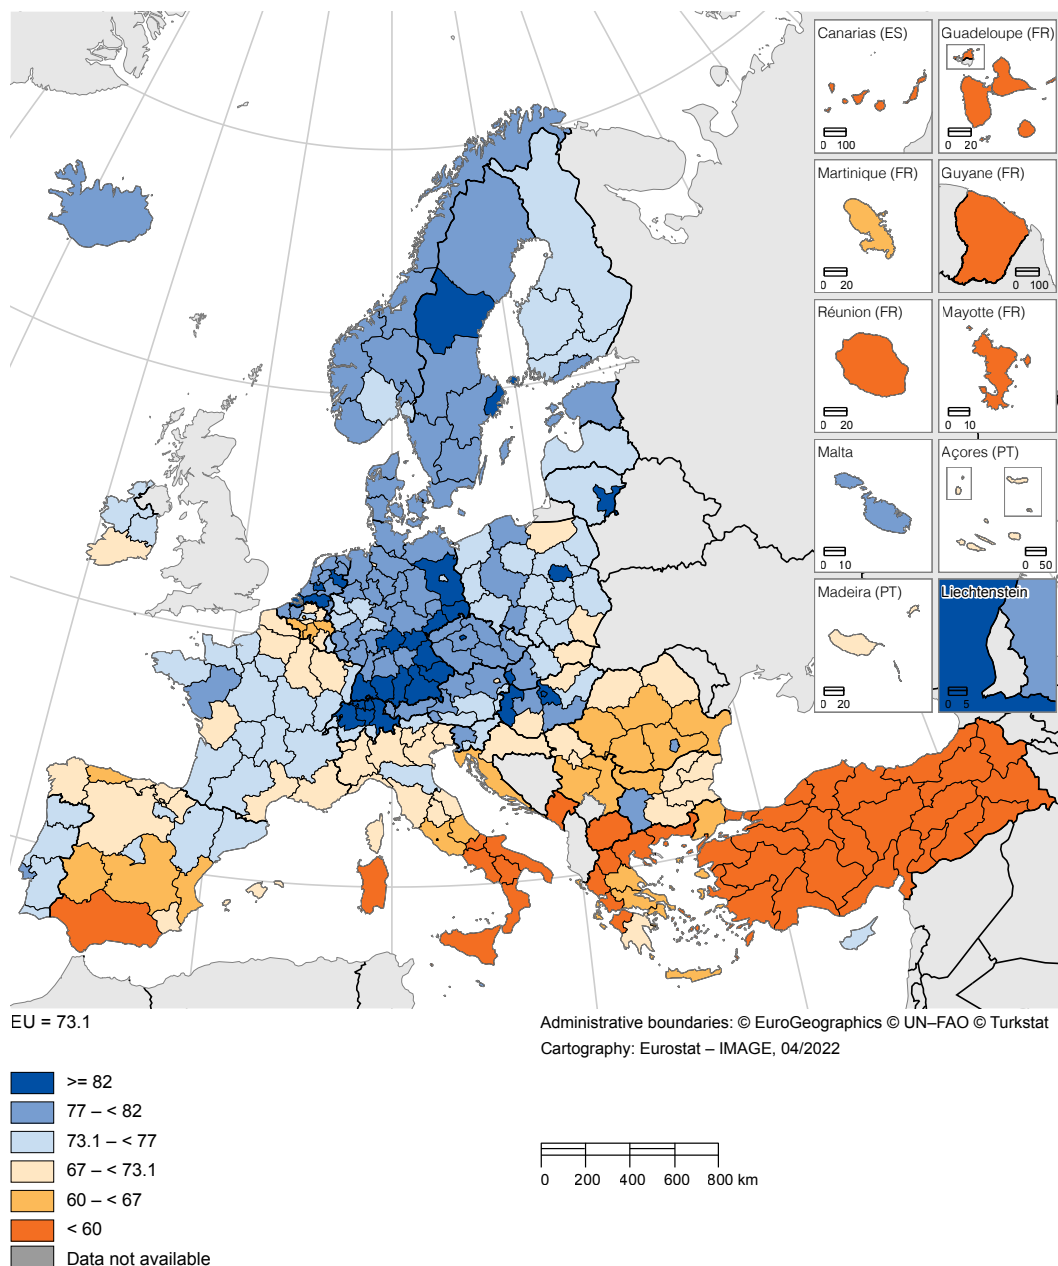 Canarias (ES)
0 100
Guadeloupe (FR)
0 20
Martinique (FR)
0 20
Guyane (FR)
0 100
Réunion (FR)
0 20
Mayotte (FR)
0 10
Malta
0 10
Açores (PT)
0 50
Madeira (PT)
0 20
Liechtenstein
0 5
EU = 73.1
Administrative boundaries: © EuroGeographics © UN–FAO © Turkstat
Cartography: Eurostat – IMAGE, 04/2022
>= 82
77 – < 82
73.1 – < 77
67 – < 73.1
60 – < 67
< 60
Data not available
0 200 400 600 800 km